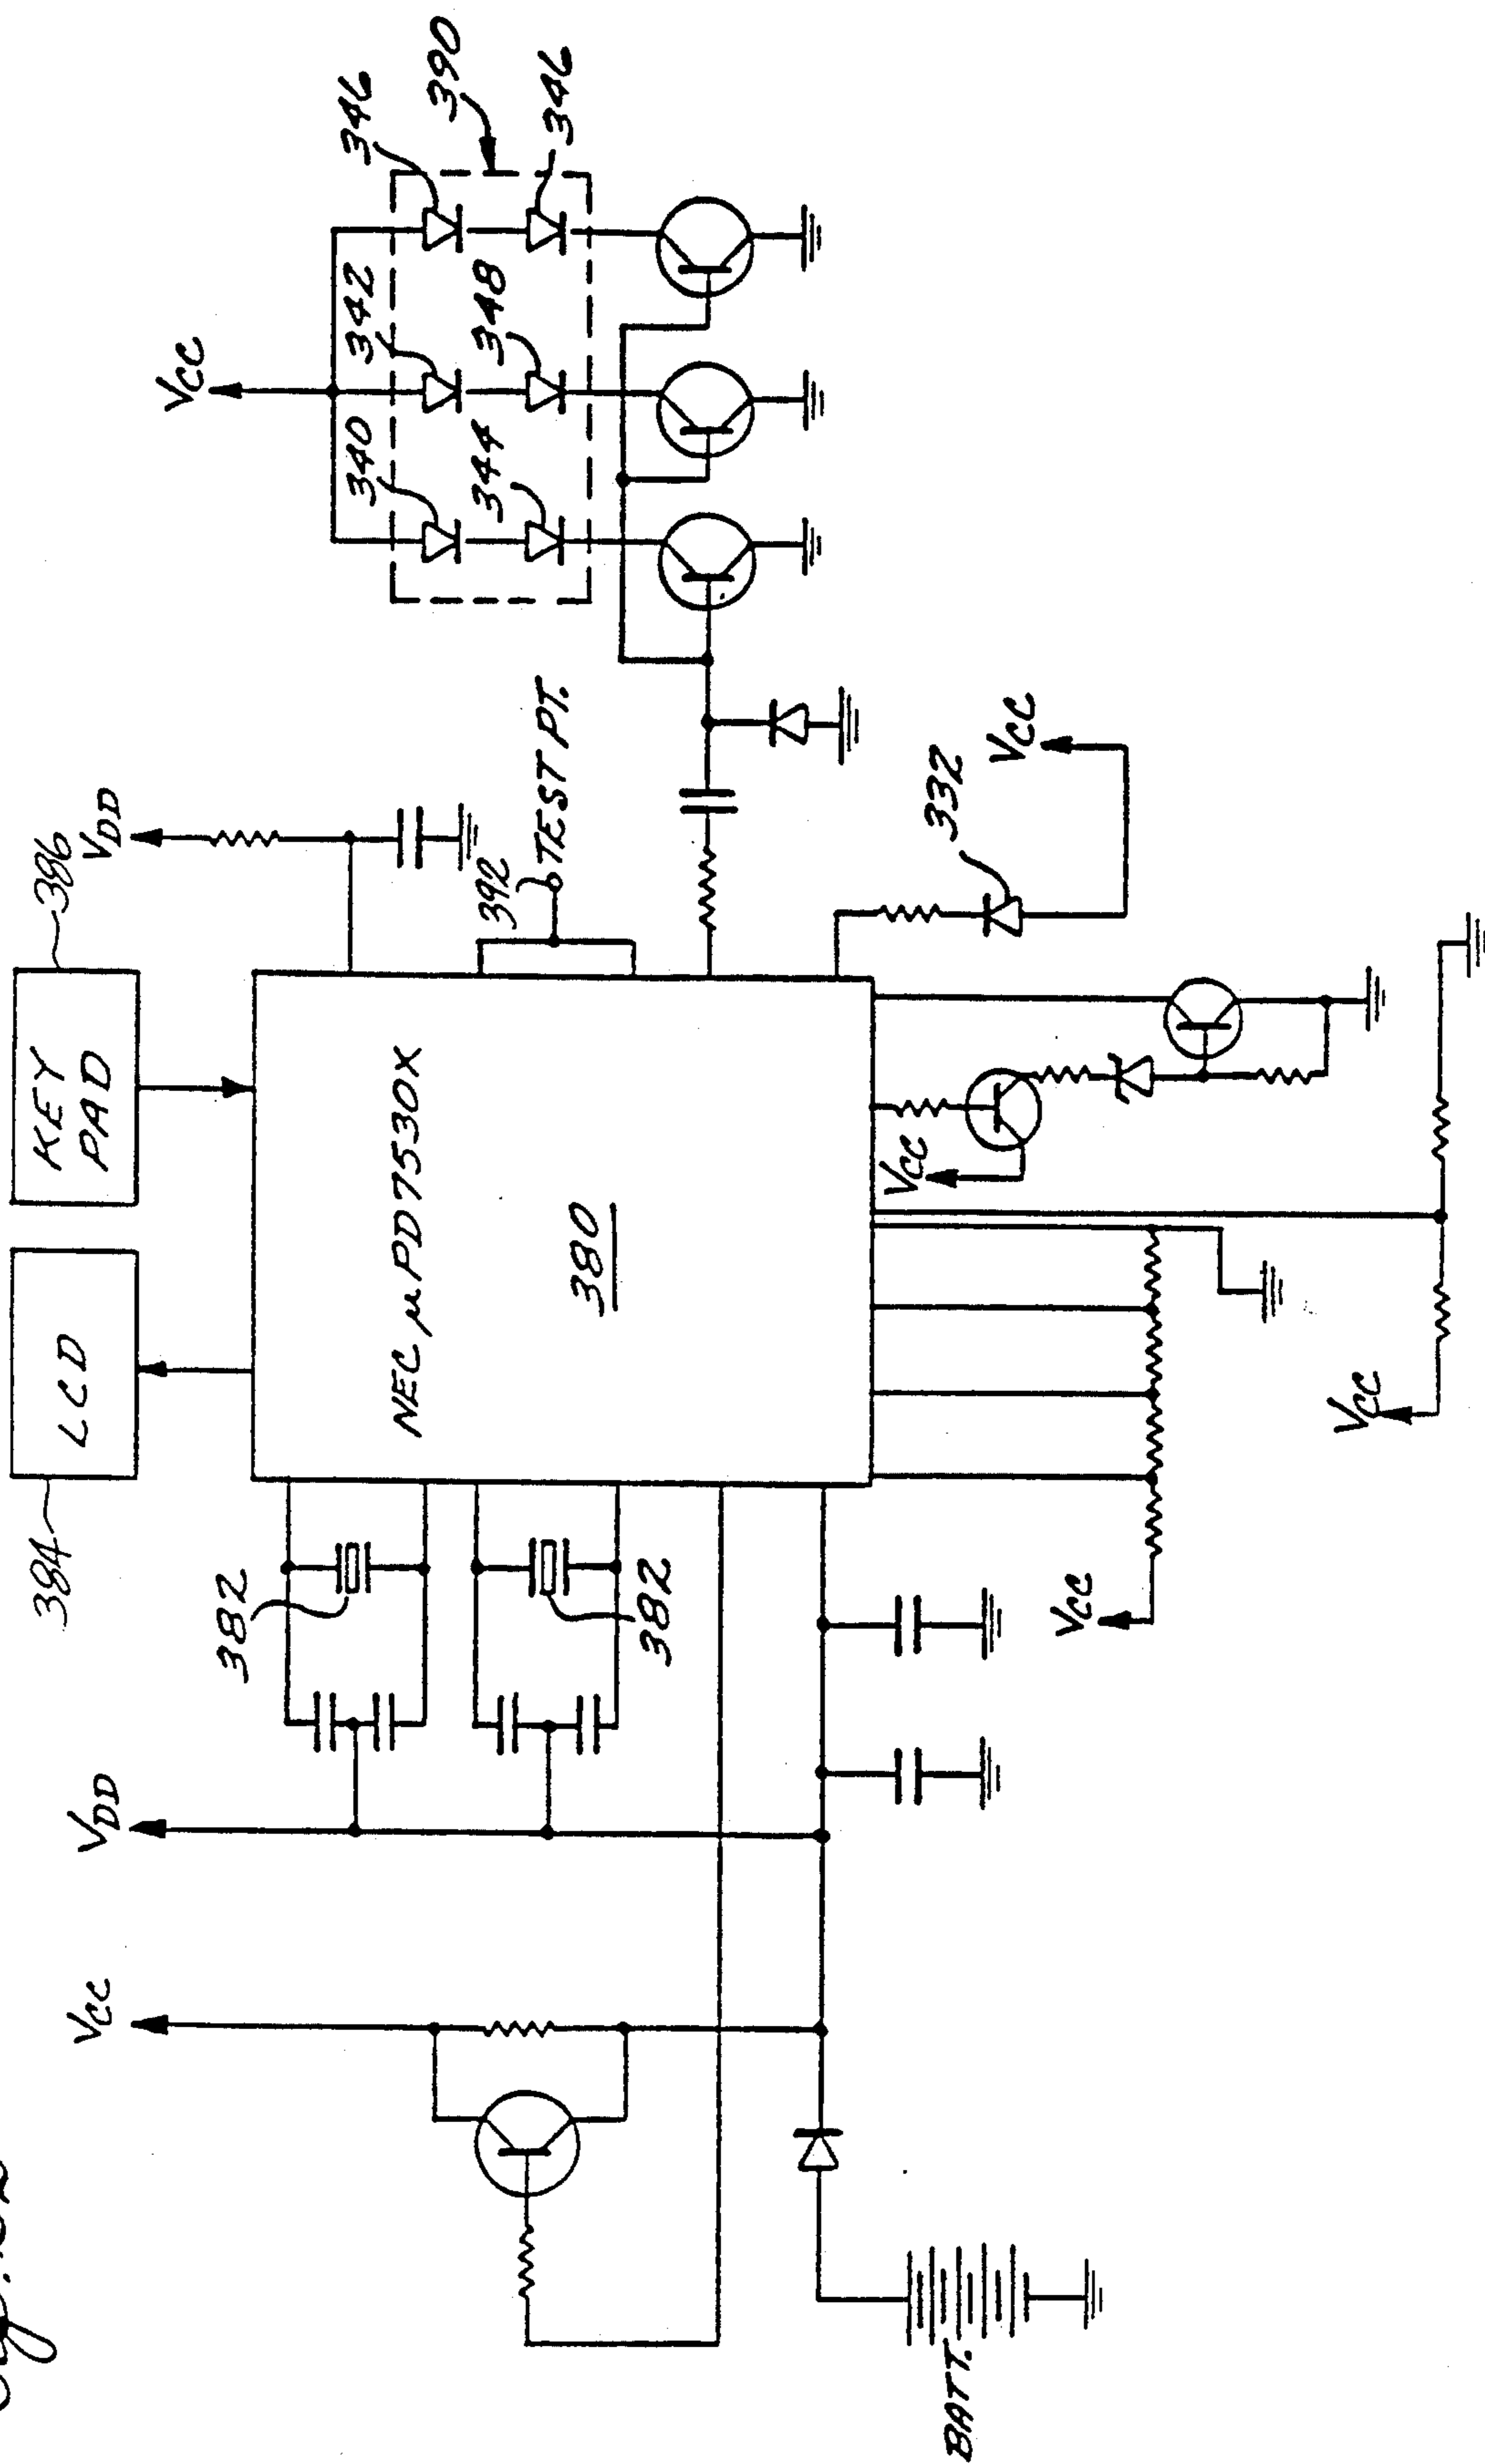 384
386
LCD
KEY
PAD
VCC
VDD
VDD
VCC
382
382
346
340
342
390
344
348
346
NEC μPD7530X
380
392
TEST PT.
332
BATT.
VCC
VCC
VCC
VCC